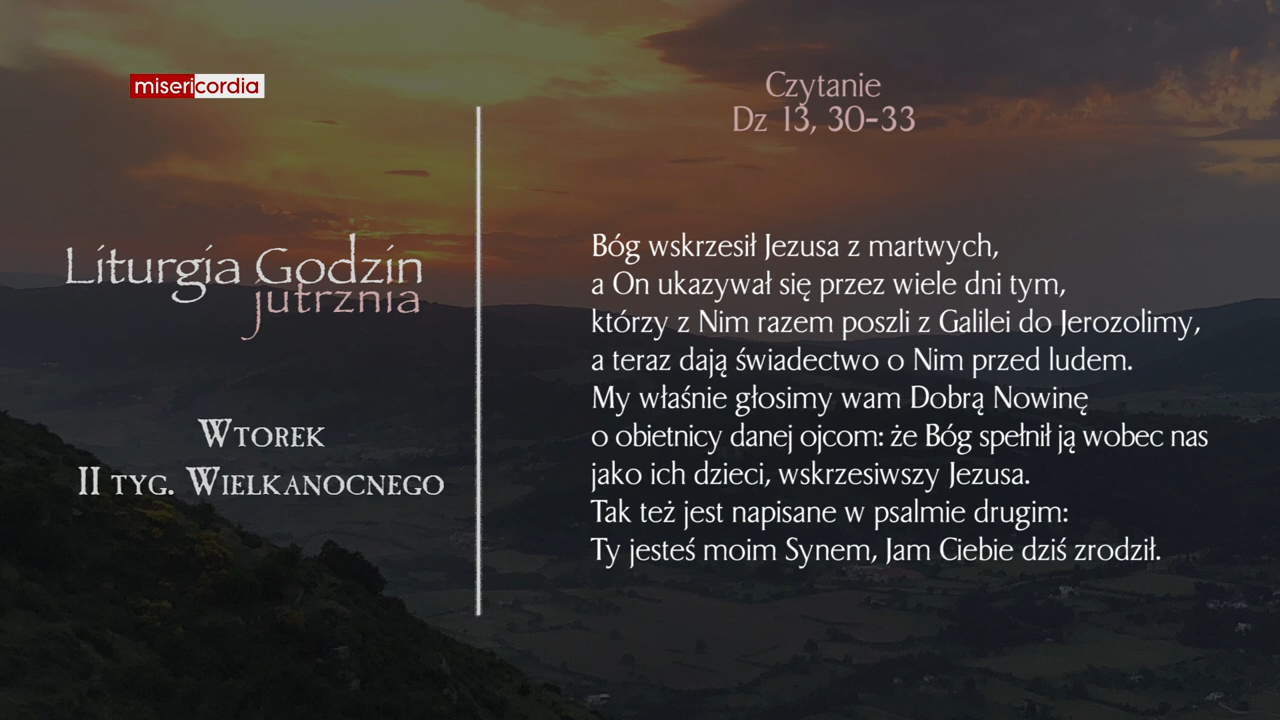 misericordia
Liturgia Godzin
jutrznia
Wtorek
II tyg. Wielkanocnego
Czytanie
Dz 13, 30-33
Bóg wskrzesił Jezusa z martwych,
a On ukazywał się przez wiele dni tym,
którzy z Nim razem poszli z Galilei do Jerozolimy,
a teraz dają świadectwo o Nim przed ludem.
My właśnie głosimy wam Dobrą Nowinę
o obietnicy danej ojcom: że Bóg spełnił ją wobec nas
jako ich dzieci, wskrzesiwszy Jezusa.
Tak też jest napisane w psalmie drugim:
Ty jesteś moim Synem, Jam Ciebie dziś zrodził.